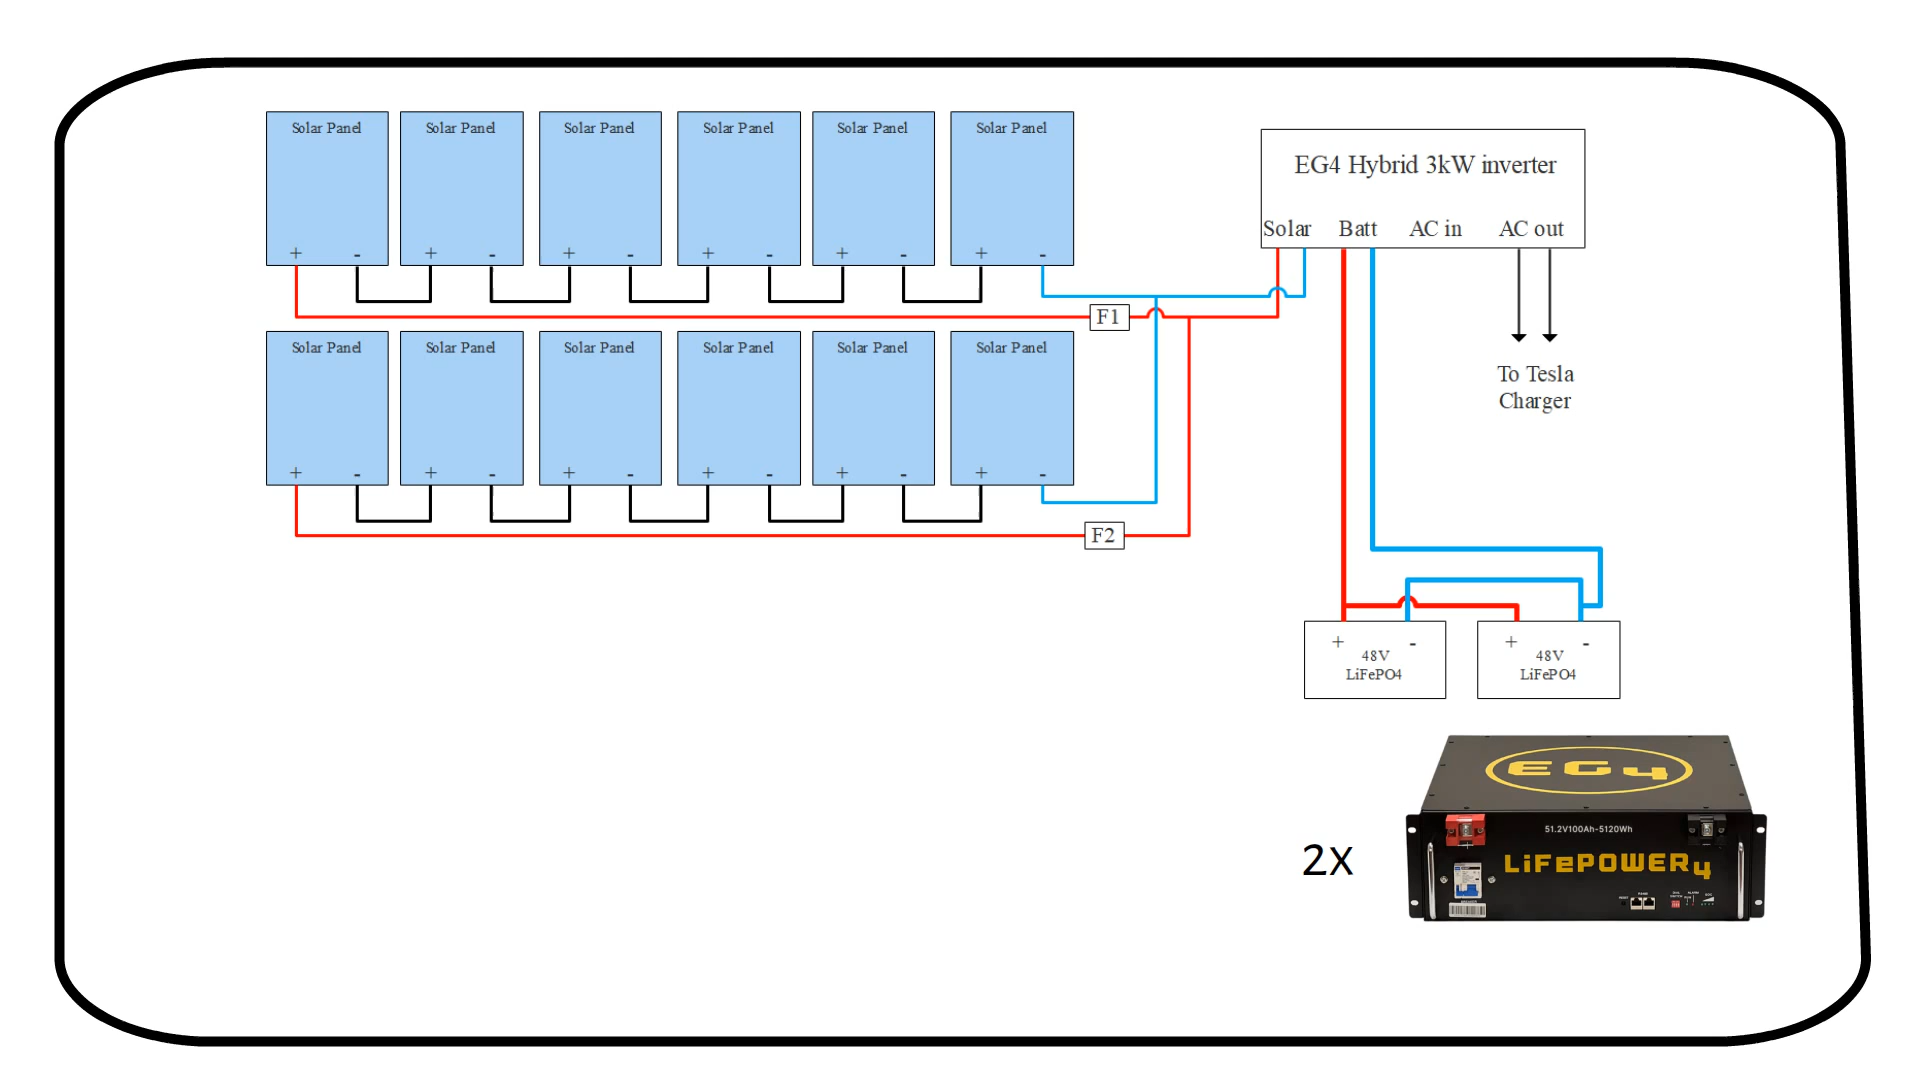 Solar Panel Solar Panel Solar Panel Solar Panel Solar Panel Solar Panel
+ - + - + - + - + - + -
EG4 Hybrid 3kW inverter
Solar Batt AC in AC out
F1
Solar Panel Solar Panel Solar Panel Solar Panel Solar Panel Solar Panel
+ - + - + - + - + - + -
F2
To Tesla
Charger
+ - + -
48V 48V
LiFePO4 LiFePO4
2X
EG4
51.2V100Ah-5120Wh
LiFePOWER4